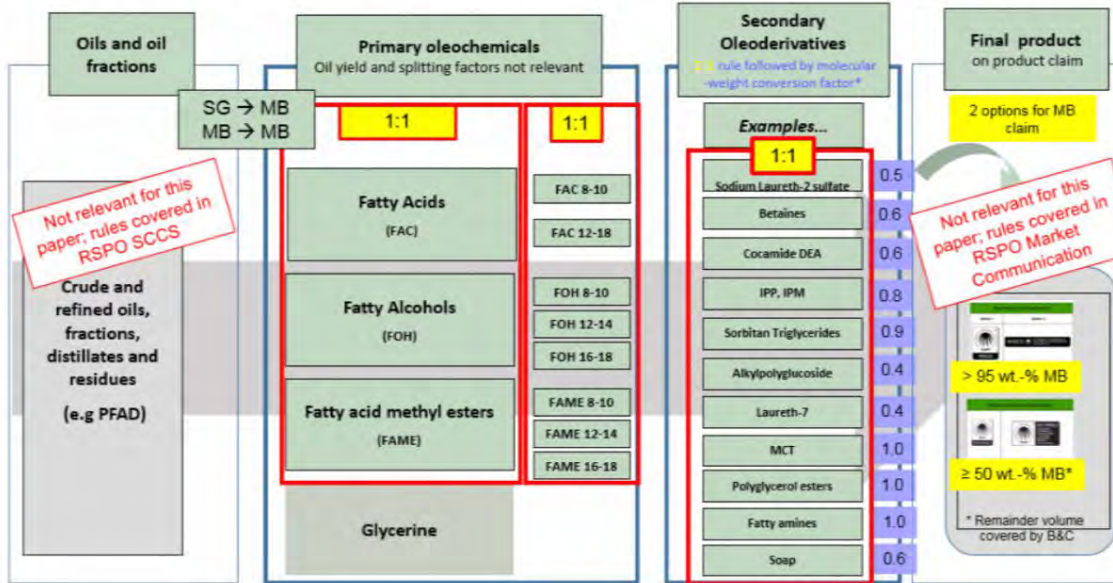 Oils and oil
fractions
SG → MB
MB → MB
Not relevant for this
paper; rules covered in
RSPO SCCS
Crude and
refined oils,
fractions,
distillates and
residues
(e.g PFAD)
Primary oleochemicals
Oil yield and splitting factors not relevant
1:1
1:1
Fatty Acids
(FAC)
FAC 8-10
FAC 12-18
Fatty Alcohols
(FOH)
FOH 8-10
FOH 12-14
FOH 16-18
Fatty acid methyl esters
(FAME)
FAME 8-10
FAME 12-14
FAME 16-18
Glycerine
Secondary
Oleoderivatives
1:1 rule followed by molecular
-weight conversion factor*
Examples...
1:1
Sodium Laureth-2 sulfate 0.5
Betaines 0.6
Cocamide DEA 0.6
IPP, IPM 0.8
Sorbitan Triglycerides 0.9
Alkylpolyglucoside 0.4
Laureth-7 0.4
MCT 1.0
Polyglycerol esters 1.0
Fatty amines 1.0
Soap 0.6
Final product
on product claim
2 options for MB
claim
Not relevant for this
paper; rules covered in
RSPO Market
Communication
> 95 wt.-% MB
≥ 50 wt.-% MB*
* Remainder volume
covered by B&C